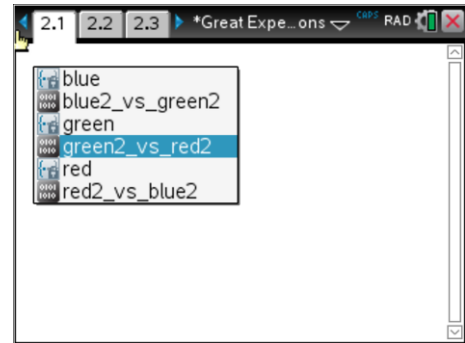 2.1 2.2 2.3 *Great Expe…ons CAPS RAD
blue
blue2_vs_green2
green
green2_vs_red2
red
red2_vs_blue2